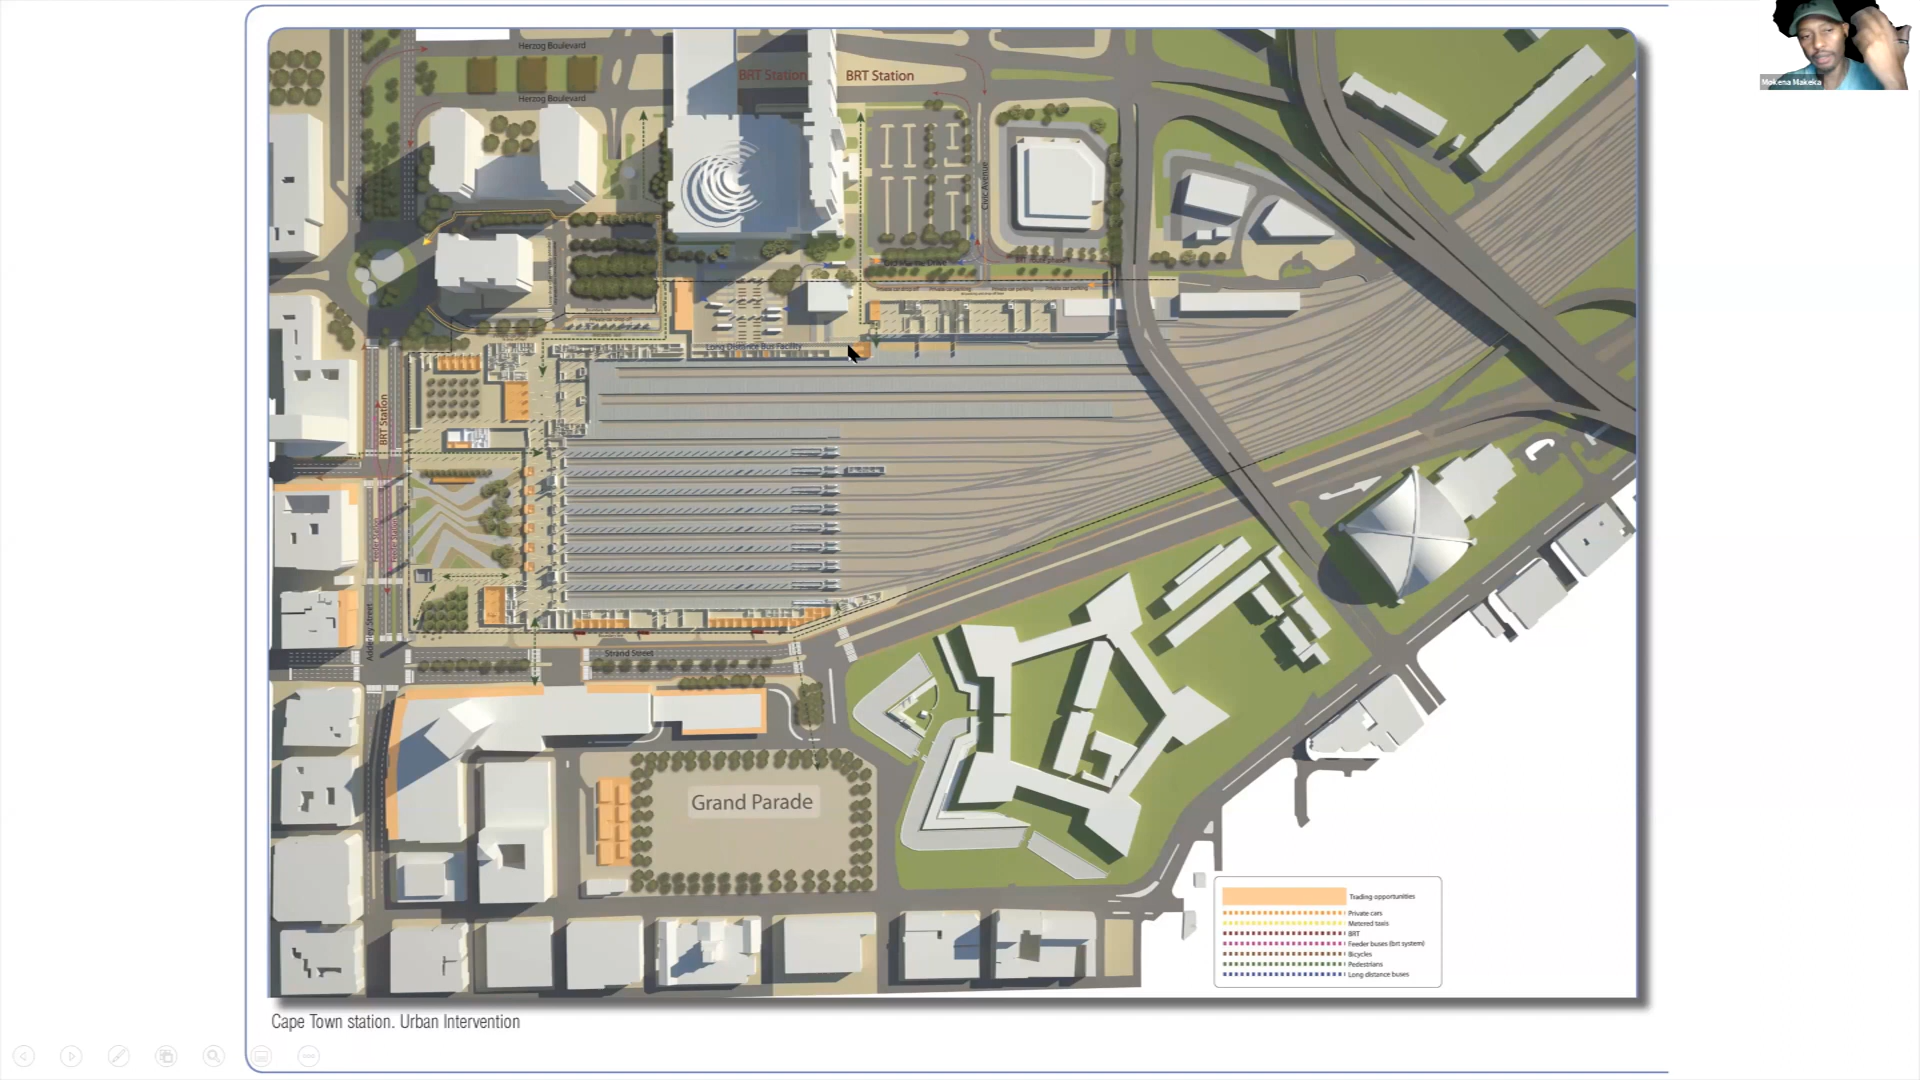 Herzog Boulevard
BRT Station
BRT Station
Mokena Makeka
Herzog Boulevard
Civic Avenue
Long Distance Bus Facility
BRT Station
Adderley Street
Strand Street
Grand Parade
Trading opportunities
Private cars
Metered taxis
BRT
Feeder buses (brt system)
Bicycles
Pedestrians
Long distance buses
Cape Town station. Urban Intervention